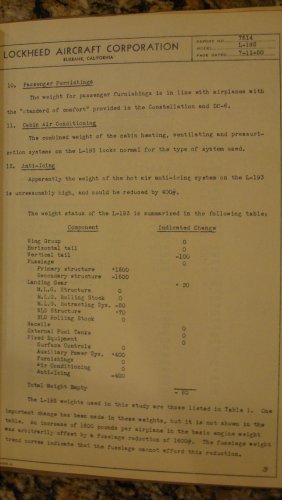 LOCKHEED AIRCRAFT CORPORATION
BURBANK, CALIFORNIA
REPORT NO. 7614
MODEL L-193
PAGE DATED 7-11-50
10. Passenger Furnishings
The weight for passenger furnishings is in line with airplanes with
the "standard of comfort" provided in the Constellation and DC-6.
11. Cabin Air Conditioning
The combined weight of the cabin heating, ventilating and pressuri-
zation systems on the L-193 looks normal for the type of system used.
12. Anti-Icing
Apparently the weight of the hot air anti-icing system on the L-193
is unreasonably high, and could be reduced by 400#.
The weight status of the L-193 is summarized in the following table:
Component Indicated Change
Wing Group 0
Horizontal tail 0
Vertical tail -100
Fuselage 0
Primary structure +1600
Secondary structure -1600
Landing Gear + 20
M.L.G. Structure 0
M.L.G. Rolling Stock 0
M.L.G. Retracting Sys. -50
NLG Structure +70
NLG Rolling Stock 0
Nacelle 0
External Fuel Tanks 0
Fixed Equipment 0
Surface Controls 0
Auxiliary Power Sys. +400
Furnishings 0
Air Conditioning 0
Anti-icing -400
Total Weight Empty - 80
The L-193 weights used in this study are those listed in Table 1. One
important change has been made in these weights, but it is not shown in the
table. An increase of 1600 pounds per airplane in the basic engine weight
was arbitrarily offset by a fuselage reduction of 1600#. The fuselage weight
trend curves indicate that the fuselage cannot afford this reduction.